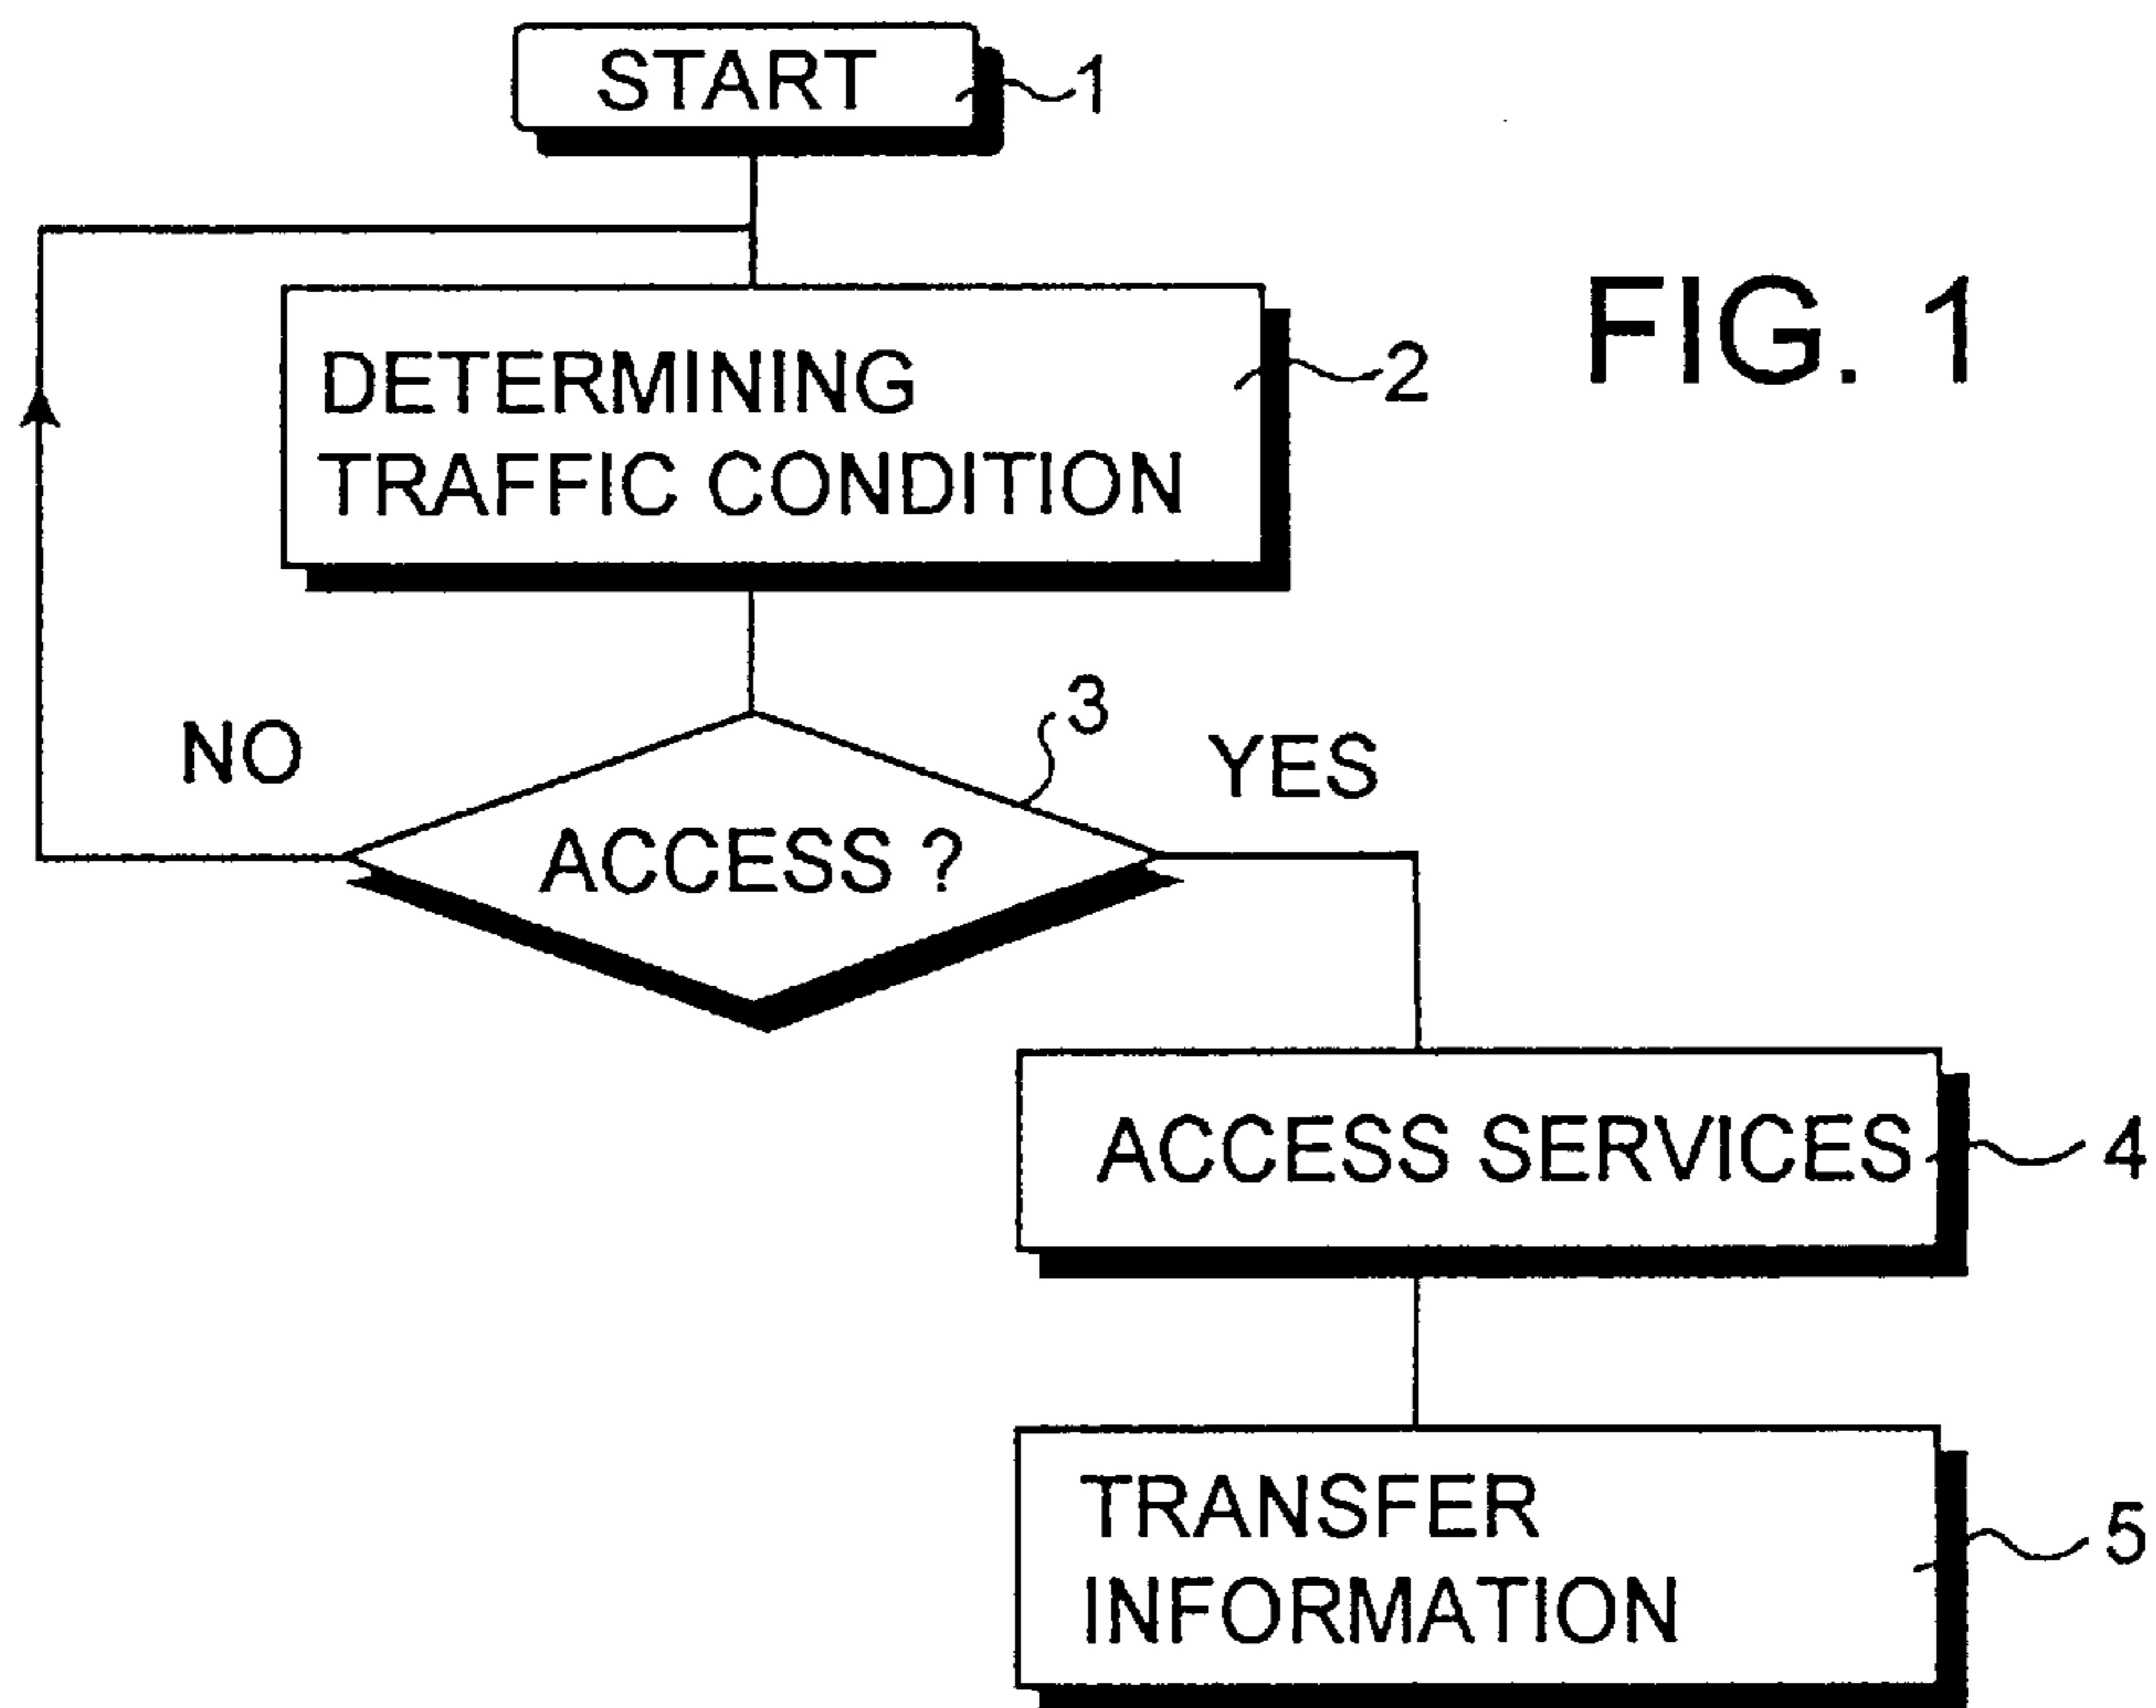 START
1
FIG. 1
DETERMINING
TRAFFIC CONDITION
2
3
NO
YES
ACCESS ?
ACCESS SERVICES
4
TRANSFER
INFORMATION
5